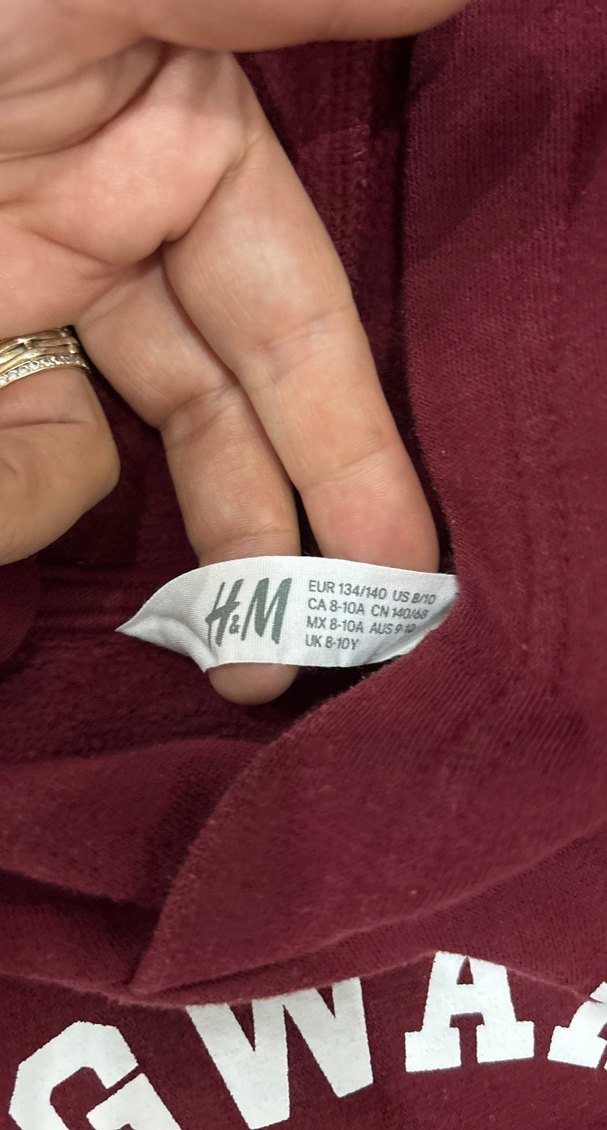 H&M
EUR 134/140 US 8/10
CA 8-10A CN 140/68
MX 8-10A AUS 9-10
UK 8-10Y
GWA